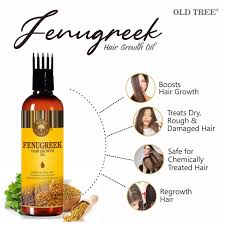 OLD TREE®
Fenugreek
Hair Growth Oil
Boosts
Hair Growth
Treats Dry,
Rough &
Damaged Hair
Safe for
Chemically
Treated Hair
Regrowth
Hair
FENUGREEK
HAIR GROWTH
OIL